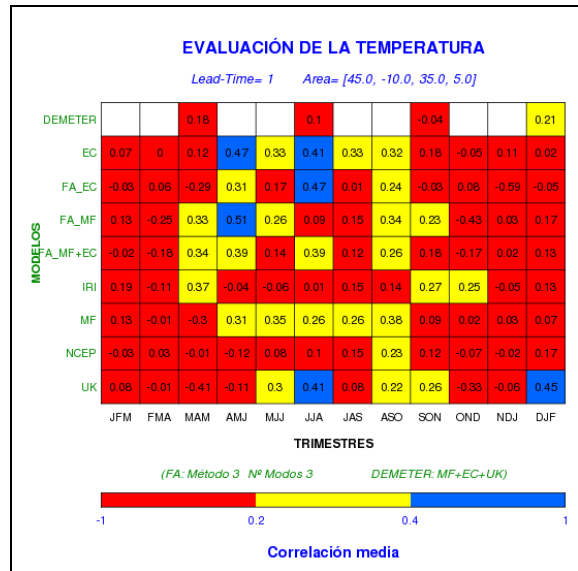 EVALUACIÓN DE LA TEMPERATURA
Lead-Time= 1 Area= [45.0, -10.0, 35.0, 5.0]
MODELOS
DEMETER 0.18 0.1 -0.04 0.21
EC 0.07 0 0.12 0.47 0.33 0.41 0.33 0.32 0.18 -0.05 0.11 0.02
FA_EC -0.03 0.06 -0.29 0.31 0.17 0.47 0.01 0.24 -0.03 0.08 -0.59 -0.05
FA_MF 0.13 -0.25 0.33 0.51 0.26 0.09 0.15 0.34 0.23 -0.43 0.03 0.17
FA_MF+EC -0.02 -0.18 0.34 0.39 0.14 0.39 0.12 0.26 0.18 -0.17 0.02 0.13
IRI 0.19 -0.11 0.37 -0.04 -0.06 0.01 0.15 0.14 0.27 0.25 -0.05 0.13
MF 0.13 -0.01 -0.3 0.31 0.35 0.26 0.26 0.38 0.09 0.02 0.03 0.07
NCEP -0.03 0.03 -0.01 -0.12 0.08 0.1 0.15 0.23 0.12 -0.07 -0.02 0.17
UK 0.08 -0.01 -0.41 -0.11 0.3 0.41 0.08 0.22 0.26 -0.33 -0.06 0.45
JFM FMA MAM AMJ MJJ JJA JAS ASO SON OND NDJ DJF
TRIMESTRES
(FA: Método 3 Nº Modos 3 DEMETER: MF+EC+UK)
-1 0.2 0.4 1
Correlación media